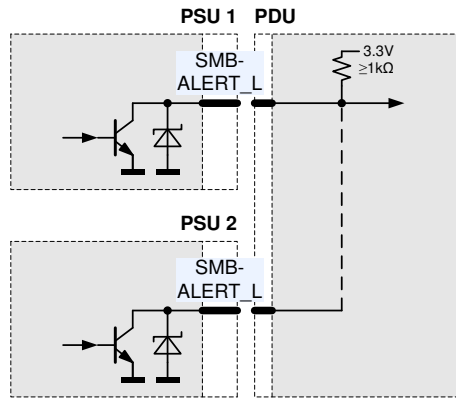 PSU 1 PDU
SMB-
ALERT_L
3.3V
≥1kΩ
PSU 2
SMB-
ALERT_L